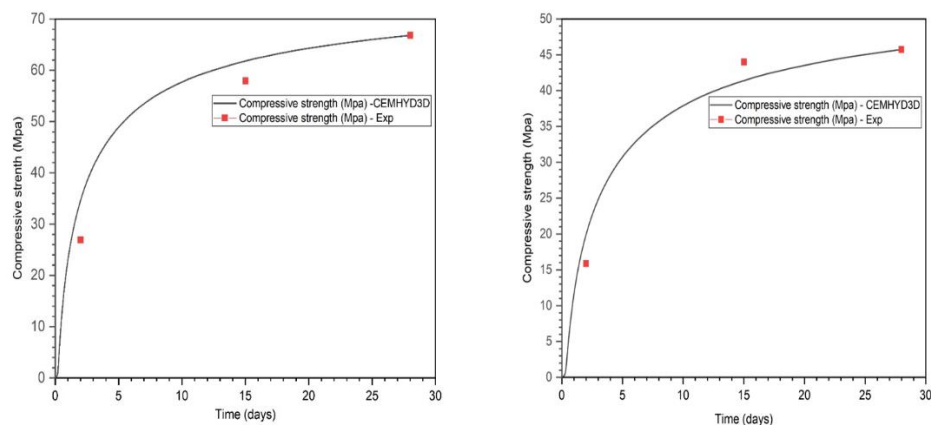 70
60
50
40
30
20
10
0
Compressive strenth (Mpa)
Compressive strength (Mpa) -CEMHYD3D
Compressive strength (Mpa) - Exp
0 5 10 15 20 25 30
Time (days)
50
45
40
35
30
25
20
15
10
5
0
Compressive strength (Mpa)
Compressive strength (Mpa) - CEMHYD3D
Compressive strength (Mpa) - Exp
0 5 10 15 20 25 30
Time (days)